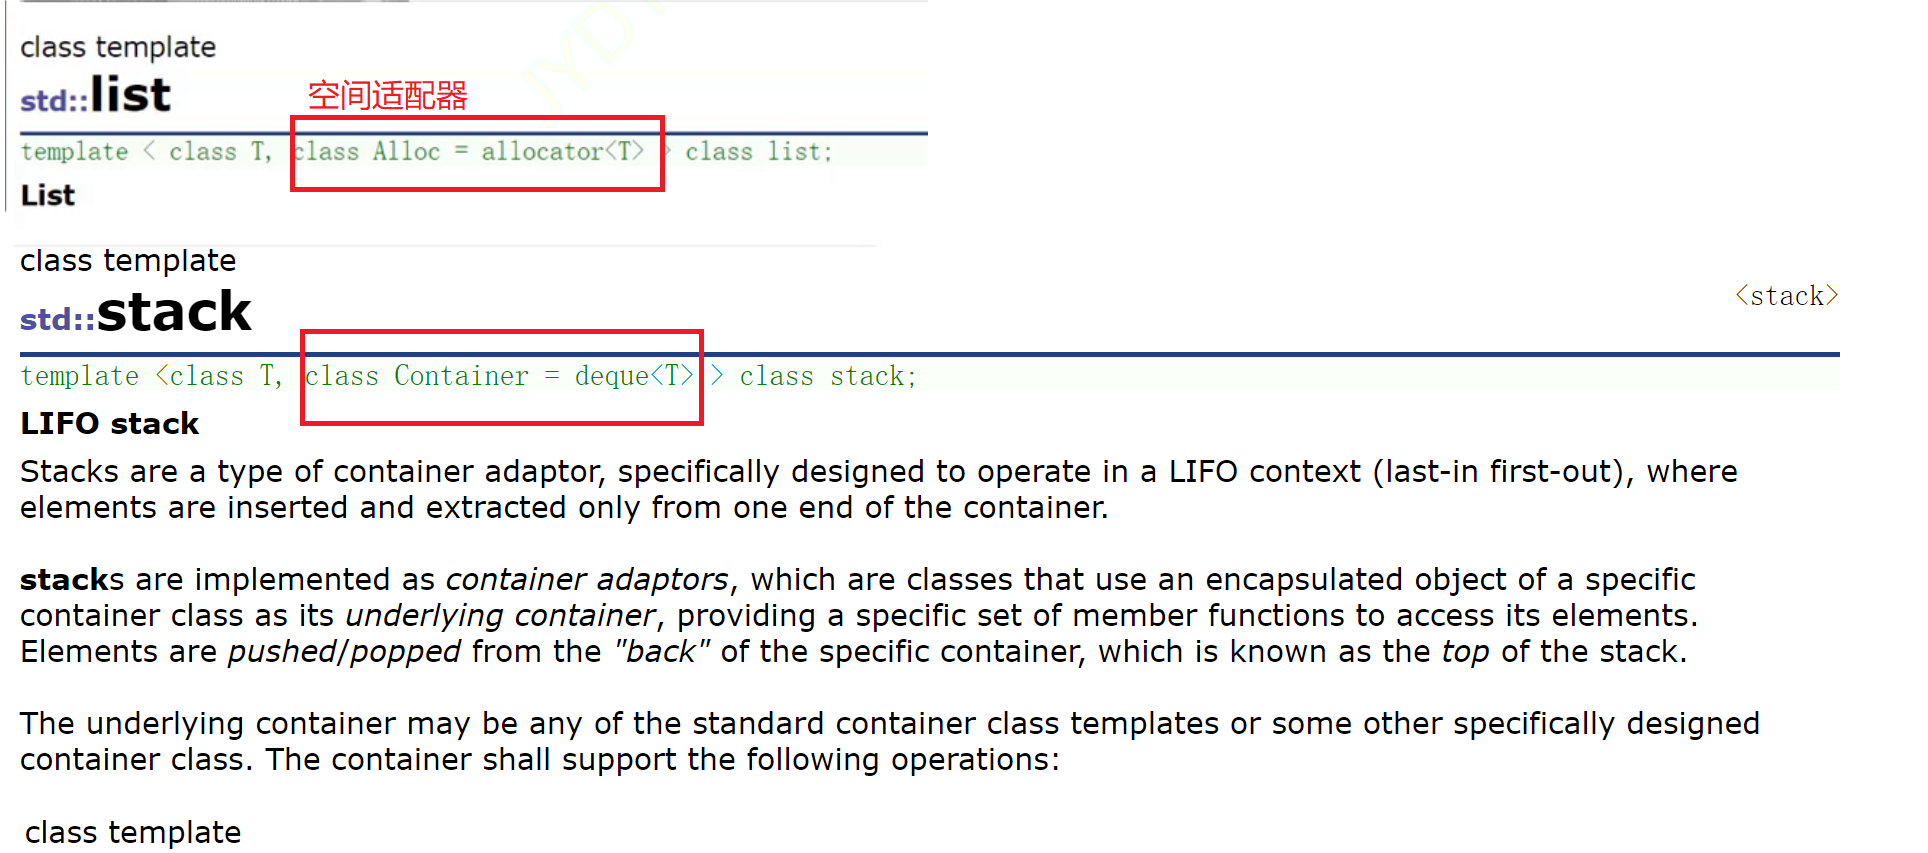 class template
std::list
空间适配器
template < class T, class Alloc = allocator<T> > class list;
List
class template
std::stack
<stack>
template <class T, class Container = deque<T> > class stack;
LIFO stack
Stacks are a type of container adaptor, specifically designed to operate in a LIFO context (last-in first-out), where
elements are inserted and extracted only from one end of the container.
stacks are implemented as container adaptors, which are classes that use an encapsulated object of a specific
container class as its underlying container, providing a specific set of member functions to access its elements.
Elements are pushed/popped from the "back" of the specific container, which is known as the top of the stack.
The underlying container may be any of the standard container class templates or some other specifically designed
container class. The container shall support the following operations:
class template